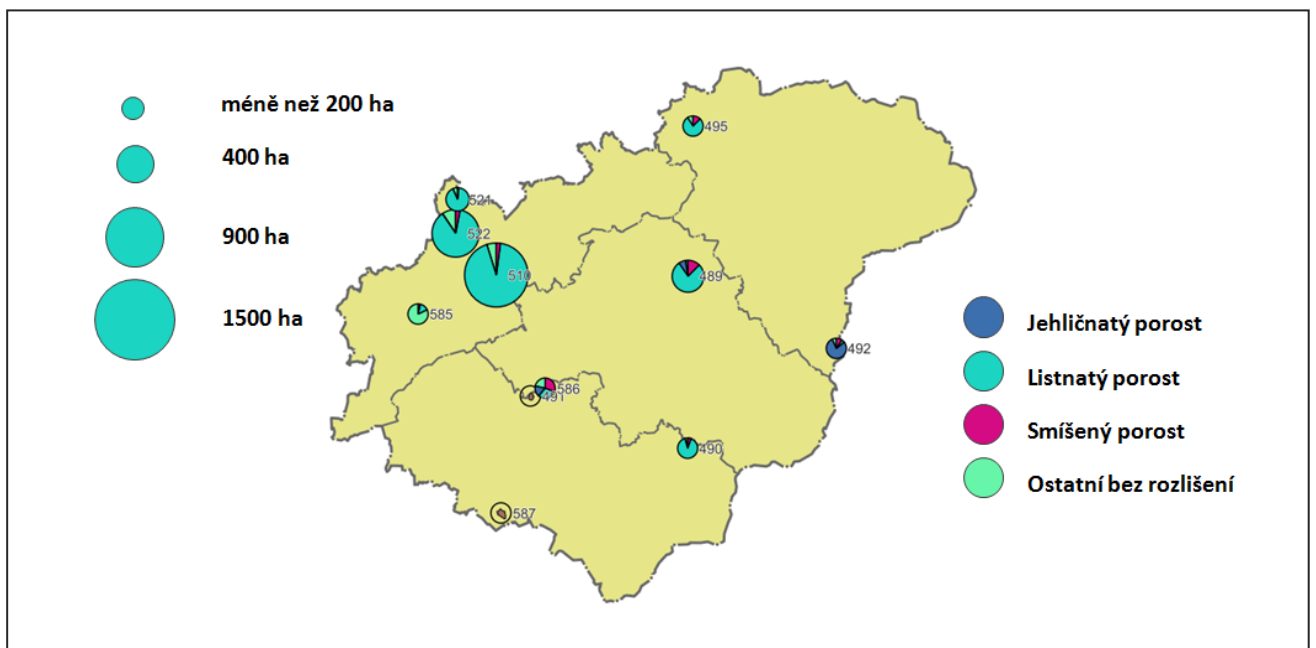 méně než 200 ha
400 ha
900 ha
1500 ha
495
521
522
510
489
585
492
586
491
490
587
Jehličnatý porost
Listnatý porost
Smíšený porost
Ostatní bez rozlišení